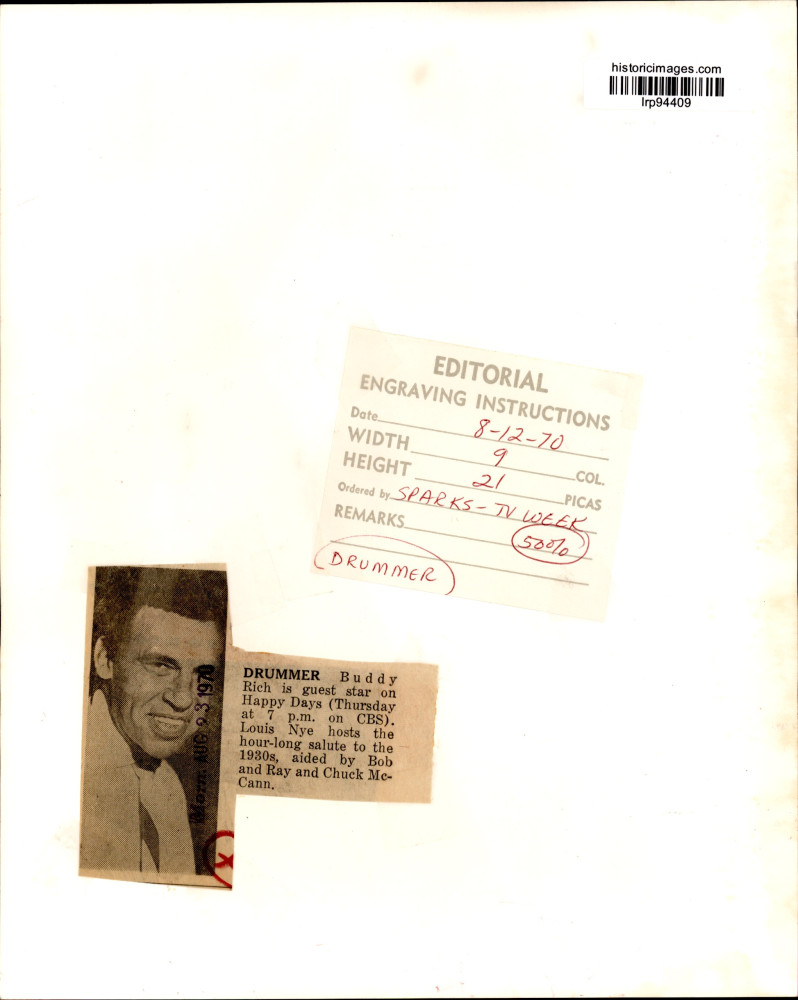 historicimages.com
lrp94409
EDITORIAL
ENGRAVING INSTRUCTIONS
Date 8-12-70
WIDTH 9 COL.
HEIGHT 21 PICAS
Ordered by SPARKS - TV WEEK
REMARKS 50%
DRUMMER
AUG 23 1970
X
DRUMMER Buddy
Rich is guest star on
Happy Days (Thursday
at 7 p.m. on CBS).
Louis Nye hosts the
hour-long salute to the
1930s, aided by Bob
and Ray and Chuck Mc-
Cann.